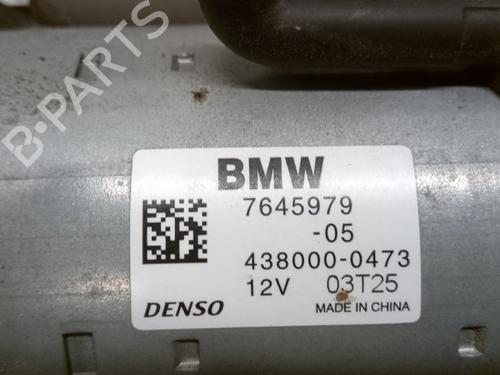 B-PARTS
BMW
7645979
-05
438000-0473
12V 03T25
DENSO MADE IN CHINA